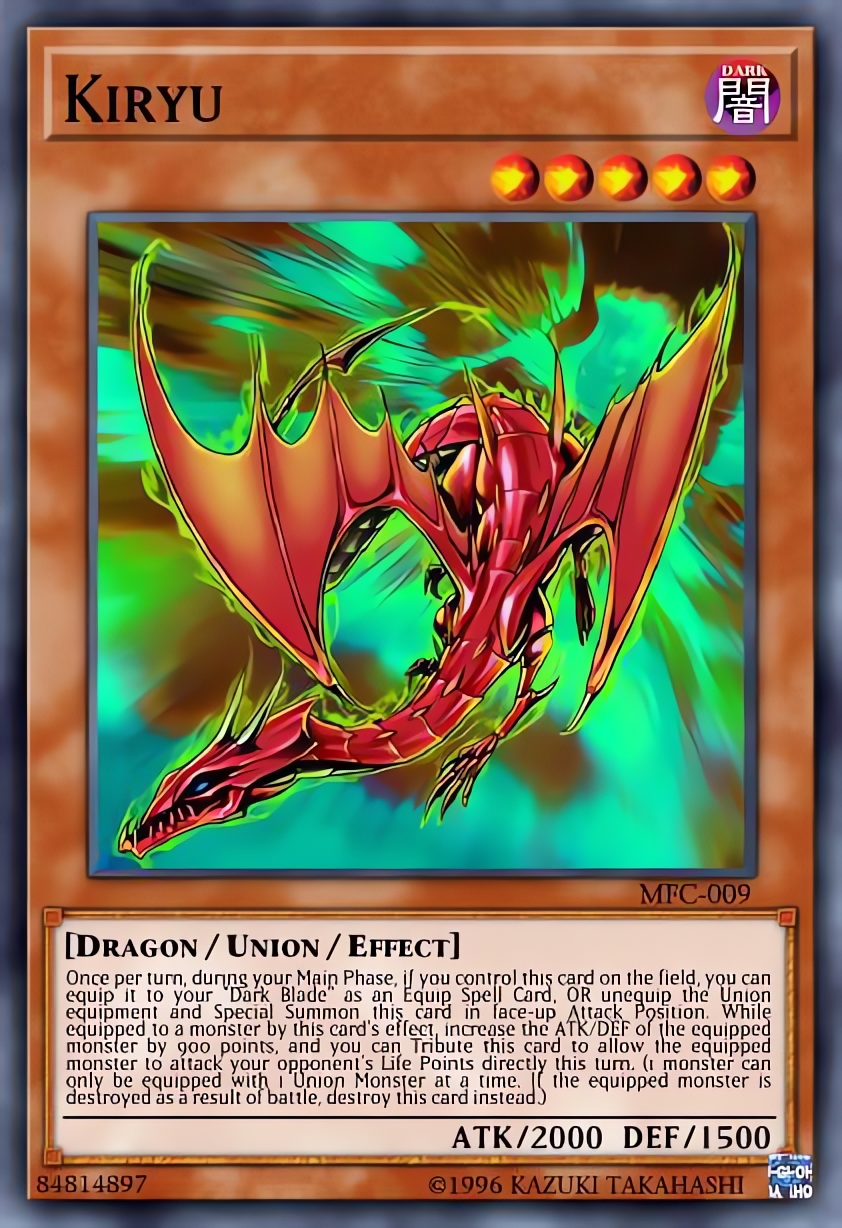 KIRYU
DARK
闇
MFC-009
[DRAGON / UNION / EFFECT]
Once per turn, during your Main Phase, if you control this card on the field, you can
equip it to your "Dark Blade" as an Equip Spell Card, OR unequip the Union
equipment and Special Summon this card in face-up Attack Position. While
equipped to a monster by this card's effect, increase the ATK/DEF of the equipped
monster by 900 points, and you can Tribute this card to allow the equipped
monster to attack your opponent's Life Points directly this turn. (1 monster can
only be equipped with 1 Union Monster at a time. If the equipped monster is
destroyed as a result of battle, destroy this card instead.)
ATK/2000 DEF/1500
84814897
©1996 KAZUKI TAKAHASHI